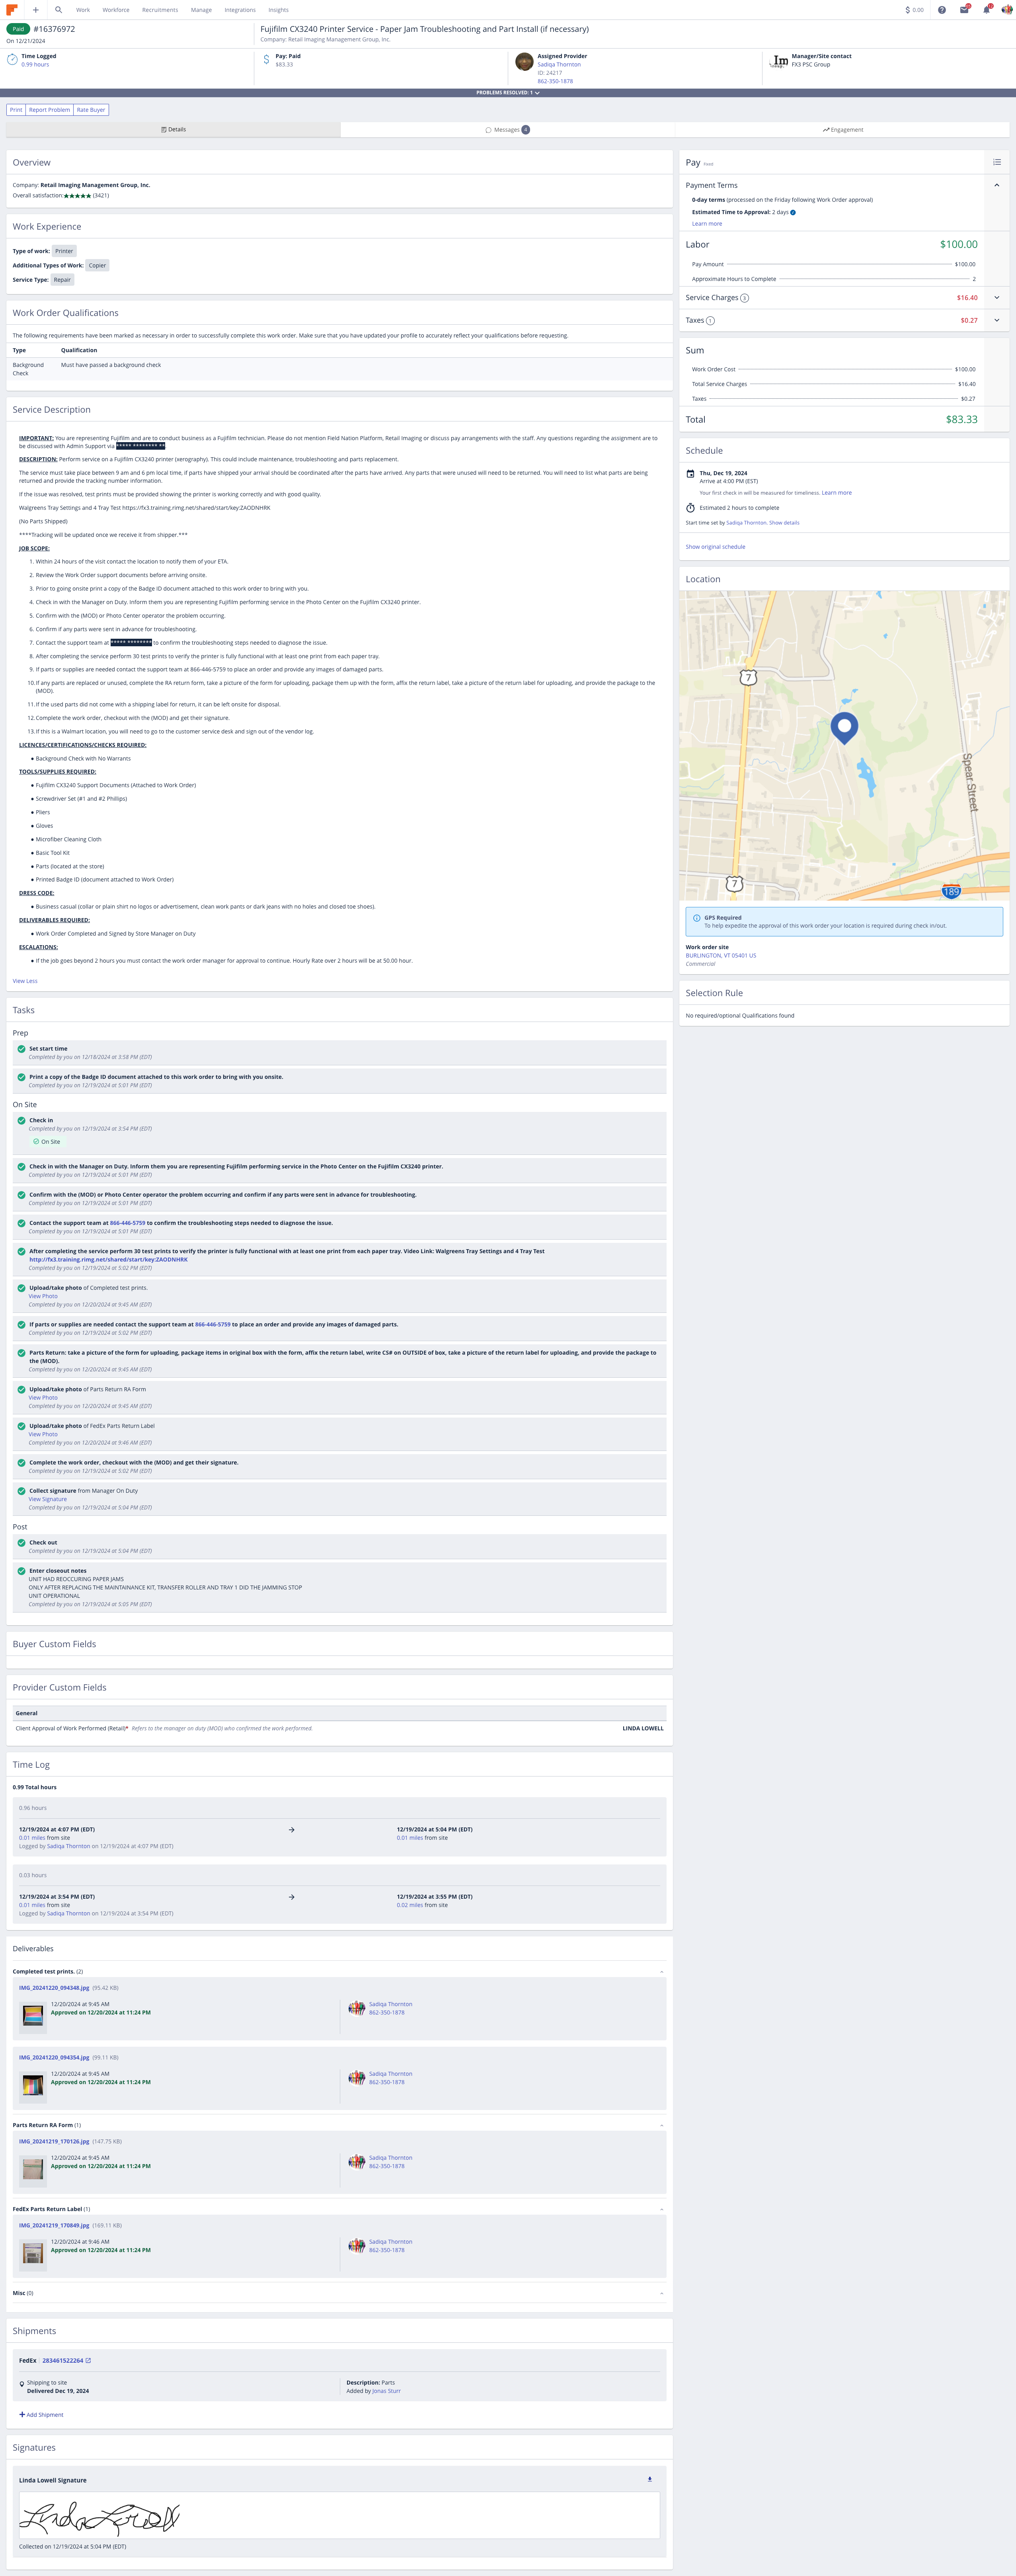 Work Workforce Recruitments Manage Integrations Insights $ 0.00
Paid #16376972
On 12/21/2024
Fujifilm CX3240 Printer Service - Paper Jam Troubleshooting and Part Install (if necessary)
Company: Retail Imaging Management Group, Inc.
Time Logged
0.99 hours
Pay: Paid
$83.33
Assigned Provider
Sadiqa Thornton
ID: 24217
862-350-1878
Manager/Site contact
FX3 PSC Group
PROBLEMS RESOLVED: 1
Print Report Problem Rate Buyer
Details Messages 4 Engagement
Overview
Company: Retail Imaging Management Group, Inc.
Overall satisfaction: (3421)
Work Experience
Type of work: Printer
Additional Types of Work: Copier
Service Type: Repair
Work Order Qualifications
The following requirements have been marked as necessary in order to successfully complete this work order. Make sure that you have updated your profile to accurately reflect your qualifications before requesting.
Type Qualification
Background Must have passed a background check
Check
Service Description
IMPORTANT: You are representing Fujifilm and are to conduct business as a Fujifilm technician. Please do not mention Field Nation Platform, Retail Imaging or discuss pay arrangements with the staff. Any questions regarding the assignment are to
be discussed with Admin Support via ***** ******** **
DESCRIPTION: Perform service on a Fujifilm CX3240 printer (xerography). This could include maintenance, troubleshooting and parts replacement.
The service must take place between 9 am and 6 pm local time, if parts have shipped your arrival should be coordinated after the parts have arrived. Any parts that were unused will need to be returned. You will need to list what parts are being
returned and provide the tracking number information.
If the issue was resolved, test prints must be provided showing the printer is working correctly and with good quality.
Walgreens Tray Settings and 4 Tray Test https://fx3.training.rimg.net/shared/start/key:ZAODNHRK
(No Parts Shipped)
****Tracking will be updated once we receive it from shipper.***
JOB SCOPE:
1. Within 24 hours of the visit contact the location to notify them of your ETA.
2. Review the Work Order support documents before arriving onsite.
3. Prior to going onsite print a copy of the Badge ID document attached to this work order to bring with you.
4. Check in with the Manager on Duty. Inform them you are representing Fujifilm performing service in the Photo Center on the Fujifilm CX3240 printer.
5. Confirm with the (MOD) or Photo Center operator the problem occurring.
6. Confirm if any parts were sent in advance for troubleshooting.
7. Contact the support team at ***** ******** to confirm the troubleshooting steps needed to diagnose the issue.
8. After completing the service perform 30 test prints to verify the printer is fully functional with at least one print from each paper tray.
9. If parts or supplies are needed contact the support team at 866-446-5759 to place an order and provide any images of damaged parts.
10. If any parts are replaced or unused, complete the RA return form, take a picture of the form for uploading, package them up with the form, affix the return label, take a picture of the return label for uploading, and provide the package to the
(MOD).
11. If the used parts did not come with a shipping label for return, it can be left onsite for disposal.
12. Complete the work order, checkout with the (MOD) and get their signature.
13. If this is a Walmart location, you will need to go to the customer service desk and sign out of the vendor log.
LICENCES/CERTIFICATIONS/CHECKS REQUIRED:
● Background Check with No Warrants
TOOLS/SUPPLIES REQUIRED:
● Fujifilm CX3240 Support Documents (Attached to Work Order)
● Screwdriver Set (#1 and #2 Phillips)
● Pliers
● Gloves
● Microfiber Cleaning Cloth
● Basic Tool Kit
● Parts (located at the store)
● Printed Badge ID (document attached to Work Order)
DRESS CODE:
● Business casual (collar or plain shirt no logos or advertisement, clean work pants or dark jeans with no holes and closed toe shoes).
DELIVERABLES REQUIRED:
● Work Order Completed and Signed by Store Manager on Duty
ESCALATIONS:
● If the job goes beyond 2 hours you must contact the work order manager for approval to continue. Hourly Rate over 2 hours will be at 50.00 hour.
View Less
Tasks
Prep
Set start time
Completed by you on 12/18/2024 at 3:58 PM (EDT)
Print a copy of the Badge ID document attached to this work order to bring with you onsite.
Completed by you on 12/19/2024 at 5:01 PM (EDT)
On Site
Check in
Completed by you on 12/19/2024 at 3:54 PM (EDT)
On Site
Check in with the Manager on Duty. Inform them you are representing Fujifilm performing service in the Photo Center on the Fujifilm CX3240 printer.
Completed by you on 12/19/2024 at 5:01 PM (EDT)
Confirm with the (MOD) or Photo Center operator the problem occurring and confirm if any parts were sent in advance for troubleshooting.
Completed by you on 12/19/2024 at 5:01 PM (EDT)
Contact the support team at 866-446-5759 to confirm the troubleshooting steps needed to diagnose the issue.
Completed by you on 12/19/2024 at 5:01 PM (EDT)
After completing the service perform 30 test prints to verify the printer is fully functional with at least one print from each paper tray. Video Link: Walgreens Tray Settings and 4 Tray Test
http://fx3.training.rimg.net/shared/start/key:ZAODNHRK
Completed by you on 12/19/2024 at 5:02 PM (EDT)
Upload/take photo of Completed test prints.
View Photo
Completed by you on 12/20/2024 at 9:45 AM (EDT)
If parts or supplies are needed contact the support team at 866-446-5759 to place an order and provide any images of damaged parts.
Completed by you on 12/19/2024 at 5:02 PM (EDT)
Parts Return: take a picture of the form for uploading, package items in original box with the form, affix the return label, write CS# on OUTSIDE of box, take a picture of the return label for uploading, and provide the package to
the (MOD).
Completed by you on 12/20/2024 at 9:45 AM (EDT)
Upload/take photo of Parts Return RA Form
View Photo
Completed by you on 12/20/2024 at 9:45 AM (EDT)
Upload/take photo of FedEx Parts Return Label
View Photo
Completed by you on 12/20/2024 at 9:46 AM (EDT)
Complete the work order, checkout with the (MOD) and get their signature.
Completed by you on 12/19/2024 at 5:02 PM (EDT)
Collect signature from Manager On Duty
View Signature
Completed by you on 12/19/2024 at 5:04 PM (EDT)
Post
Check out
Completed by you on 12/19/2024 at 5:04 PM (EDT)
Enter closeout notes
UNIT HAD REOCCURING PAPER JAMS
ONLY AFTER REPLACING THE MAINTAINANCE KIT, TRANSFER ROLLER AND TRAY 1 DID THE JAMMING STOP
UNIT OPERATIONAL
Completed by you on 12/19/2024 at 5:05 PM (EDT)
Buyer Custom Fields
Provider Custom Fields
General
Client Approval of Work Performed (Retail)* Refers to the manager on duty (MOD) who confirmed the work performed. LINDA LOWELL
Time Log
0.99 Total hours
0.96 hours
12/19/2024 at 4:07 PM (EDT) 12/19/2024 at 5:04 PM (EDT)
0.01 miles from site 0.01 miles from site
Logged by Sadiqa Thornton on 12/19/2024 at 4:07 PM (EDT)
0.03 hours
12/19/2024 at 3:54 PM (EDT) 12/19/2024 at 3:55 PM (EDT)
0.01 miles from site 0.02 miles from site
Logged by Sadiqa Thornton on 12/19/2024 at 3:54 PM (EDT)
Deliverables
Completed test prints. (2)
IMG_20241220_094348.jpg (95.42 KB)
12/20/2024 at 9:45 AM Sadiqa Thornton
Approved on 12/20/2024 at 11:24 PM 862-350-1878
IMG_20241220_094354.jpg (99.11 KB)
12/20/2024 at 9:45 AM Sadiqa Thornton
Approved on 12/20/2024 at 11:24 PM 862-350-1878
Parts Return RA Form (1)
IMG_20241219_170126.jpg (147.75 KB)
12/20/2024 at 9:45 AM Sadiqa Thornton
Approved on 12/20/2024 at 11:24 PM 862-350-1878
FedEx Parts Return Label (1)
IMG_20241219_170849.jpg (169.11 KB)
12/20/2024 at 9:46 AM Sadiqa Thornton
Approved on 12/20/2024 at 11:24 PM 862-350-1878
Misc (0)
Shipments
FedEx 283461522264
Shipping to site Description: Parts
Delivered Dec 19, 2024 Added by Jonas Sturr
Add Shipment
Signatures
Linda Lowell Signature
Linda Lowell
Collected on 12/19/2024 at 5:04 PM (EDT)
Pay Fixed
Payment Terms
0-day terms (processed on the Friday following Work Order approval)
Estimated Time to Approval: 2 days
Learn more
Labor $100.00
Pay Amount $100.00
Approximate Hours to Complete 2
Service Charges 3 $16.40
Taxes 1 $0.27
Sum
Work Order Cost $100.00
Total Service Charges $16.40
Taxes $0.27
Total $83.33
Schedule
Thu, Dec 19, 2024
Arrive at 4:00 PM (EST)
Your first check in will be measured for timeliness. Learn more
Estimated 2 hours to complete
Start time set by Sadiqa Thornton. Show details
Show original schedule
Location
7
Spear Street
7
189
GPS Required
To help expedite the approval of this work order your location is required during check in/out.
Work order site
BURLINGTON, VT 05401 US
Commercial
Selection Rule
No required/optional Qualifications found